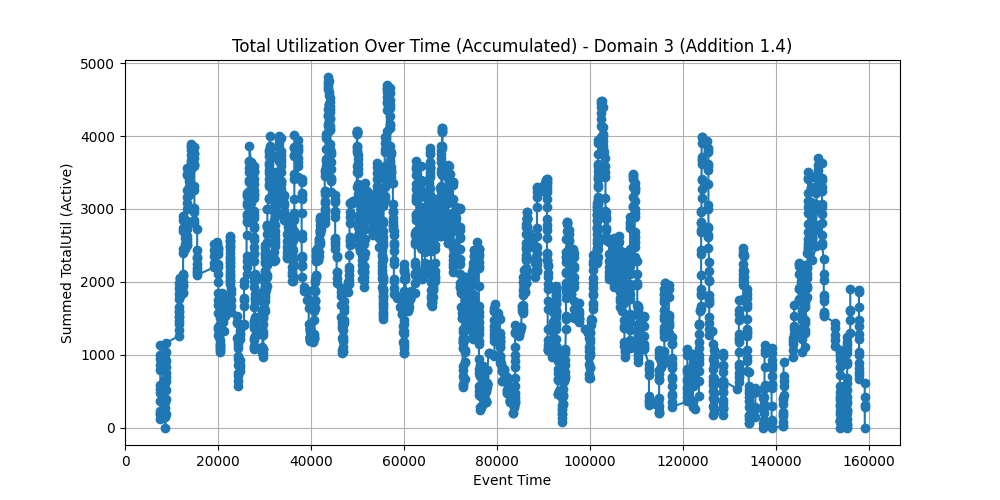 Total Utilization Over Time (Accumulated) - Domain 3 (Addition 1.4)
Summed TotalUtil (Active)
5000
4000
3000
2000
1000
0
0 20000 40000 60000 80000 100000 120000 140000 160000
Event Time